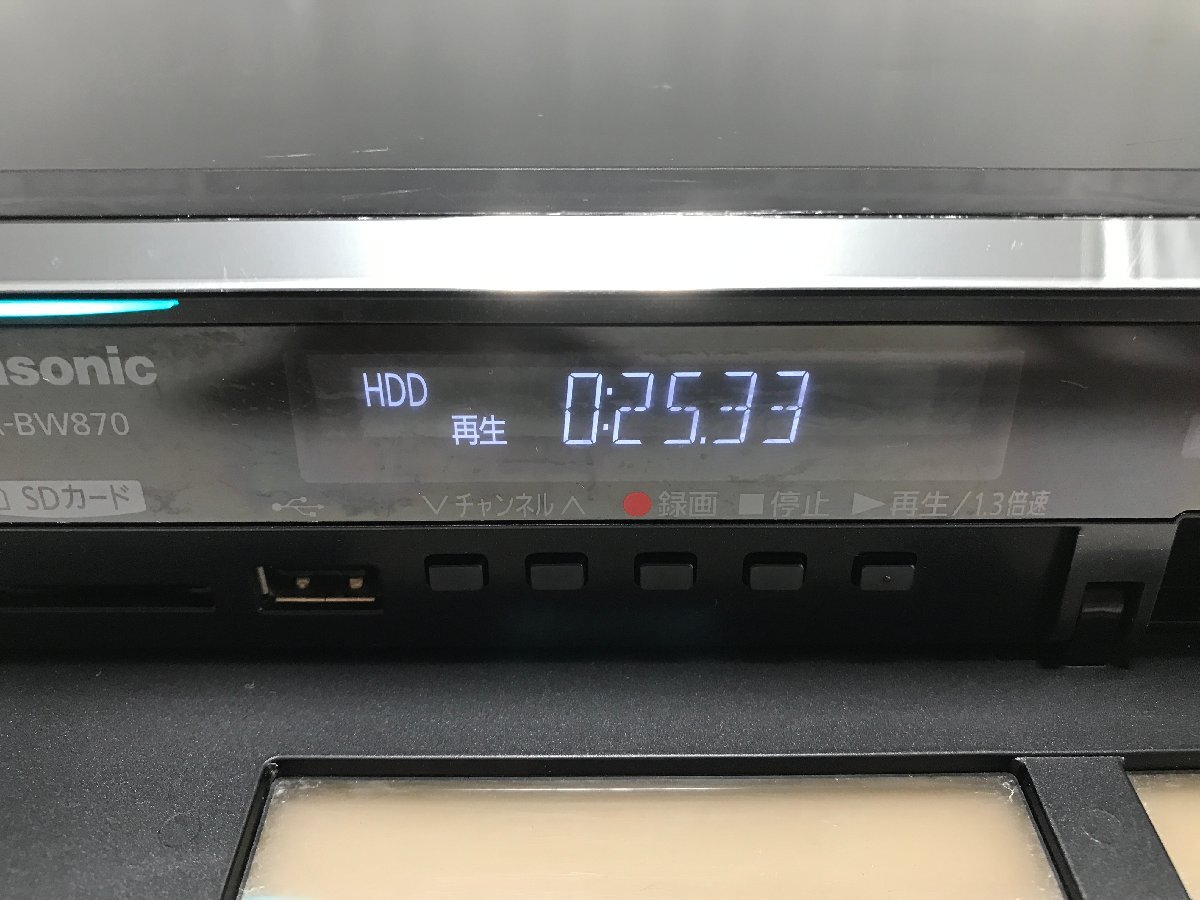 asonic
-BW870
SDカード
HDD
再生
0:25.33
∨ チャンネル ∧
●録画
■停止
▶再生/1.3倍速